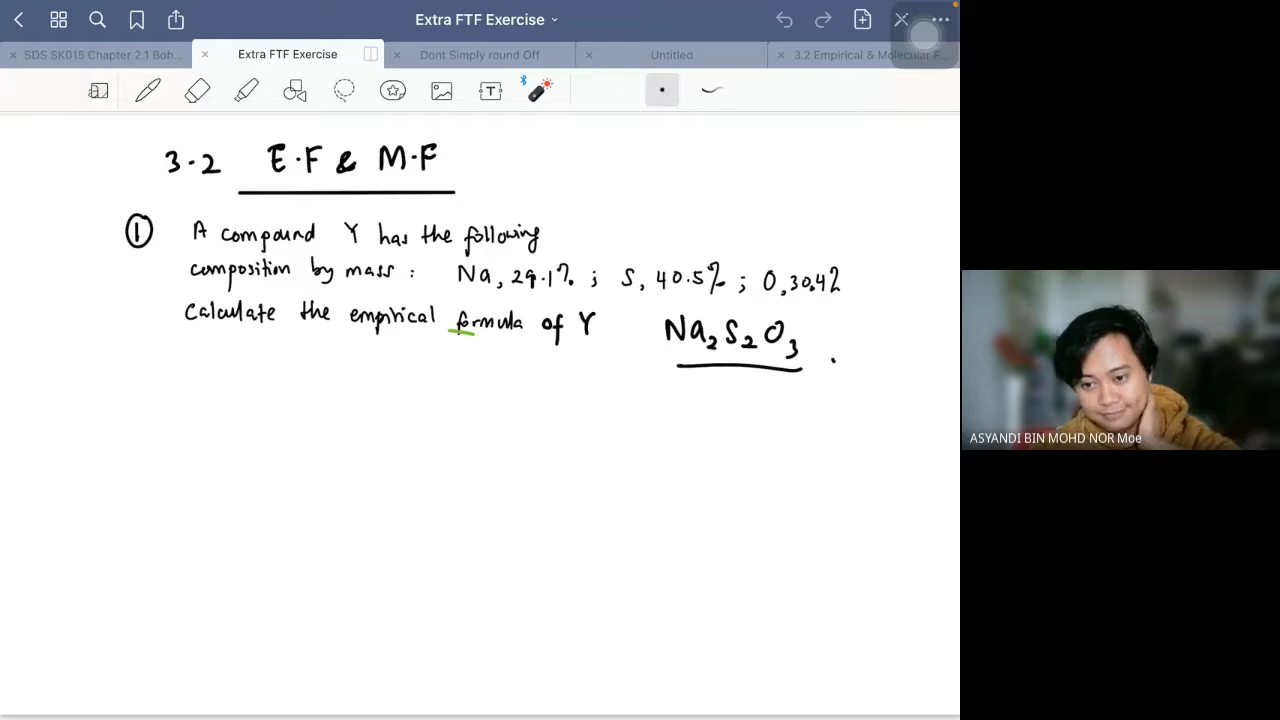 Extra FTF Exercise
SDS SK015 Chapter 2.1 Boh...
Extra FTF Exercise
Dont Simply round Off
Untitled
3.2 Empirical & Molecular F...
3.2 E.F & M.F
① A compound Y has the following
composition by mass : Na, 29.1% ; S, 40.5% ; O, 30.4%
Calculate the empirical formula of Y Na₂S₂O₃
ASYANDI BIN MOHD NOR Moe